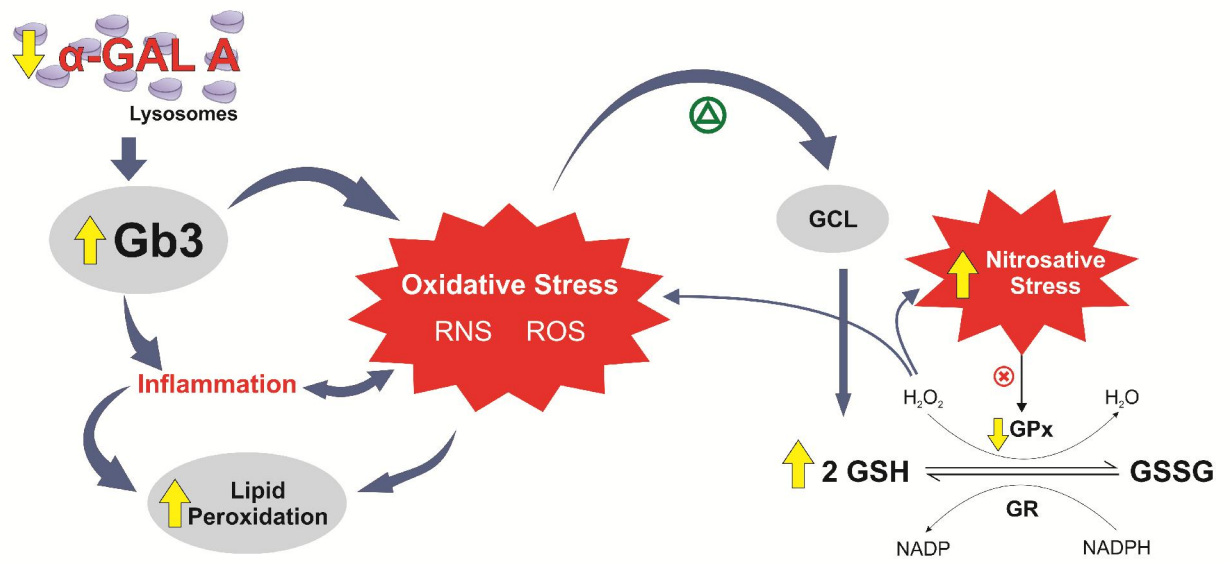 α-GAL A
Lysosomes
Gb3
Inflammation
Lipid
Peroxidation
Oxidative Stress
RNS ROS
GCL
Nitrosative
Stress
H₂O₂
H₂O
GPx
2 GSH
GSSG
GR
NADP
NADPH